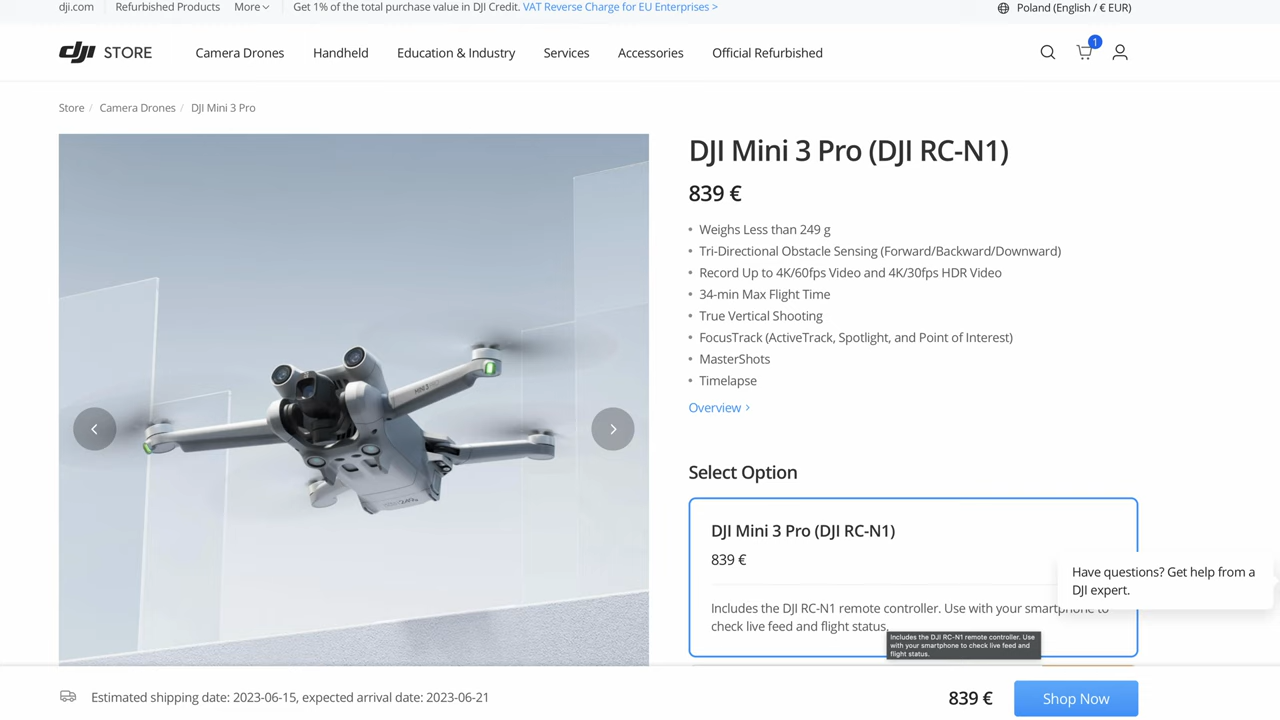 dji.com
Refurbished Products
More
Get 1% of the total purchase value in DJI Credit. VAT Reverse Charge for EU Enterprises >
Poland (English / € EUR)
dji STORE
Camera Drones
Handheld
Education & Industry
Services
Accessories
Official Refurbished
1
Store / Camera Drones / DJI Mini 3 Pro
DJI Mini 3 Pro (DJI RC-N1)
839 €
• Weighs Less than 249 g
• Tri-Directional Obstacle Sensing (Forward/Backward/Downward)
• Record Up to 4K/60fps Video and 4K/30fps HDR Video
• 34-min Max Flight Time
• True Vertical Shooting
• FocusTrack (ActiveTrack, Spotlight, and Point of Interest)
• MasterShots
• Timelapse
Overview >
Select Option
DJI Mini 3 Pro (DJI RC-N1)
839 €
Includes the DJI RC-N1 remote controller. Use with your smartphone to
check live feed and flight status.
Have questions? Get help from a
DJI expert.
Includes the DJI RC-N1 remote controller. Use
with your smartphone to check live feed and
flight status.
Estimated shipping date: 2023-06-15, expected arrival date: 2023-06-21
839 €
Shop Now
MINI 3